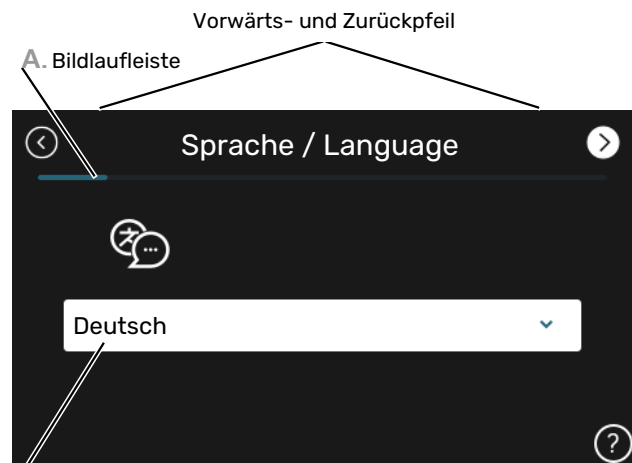 Vorwärts- und Zurückpfeil
A. Bildlaufleiste
Sprache / Language
Deutsch
?